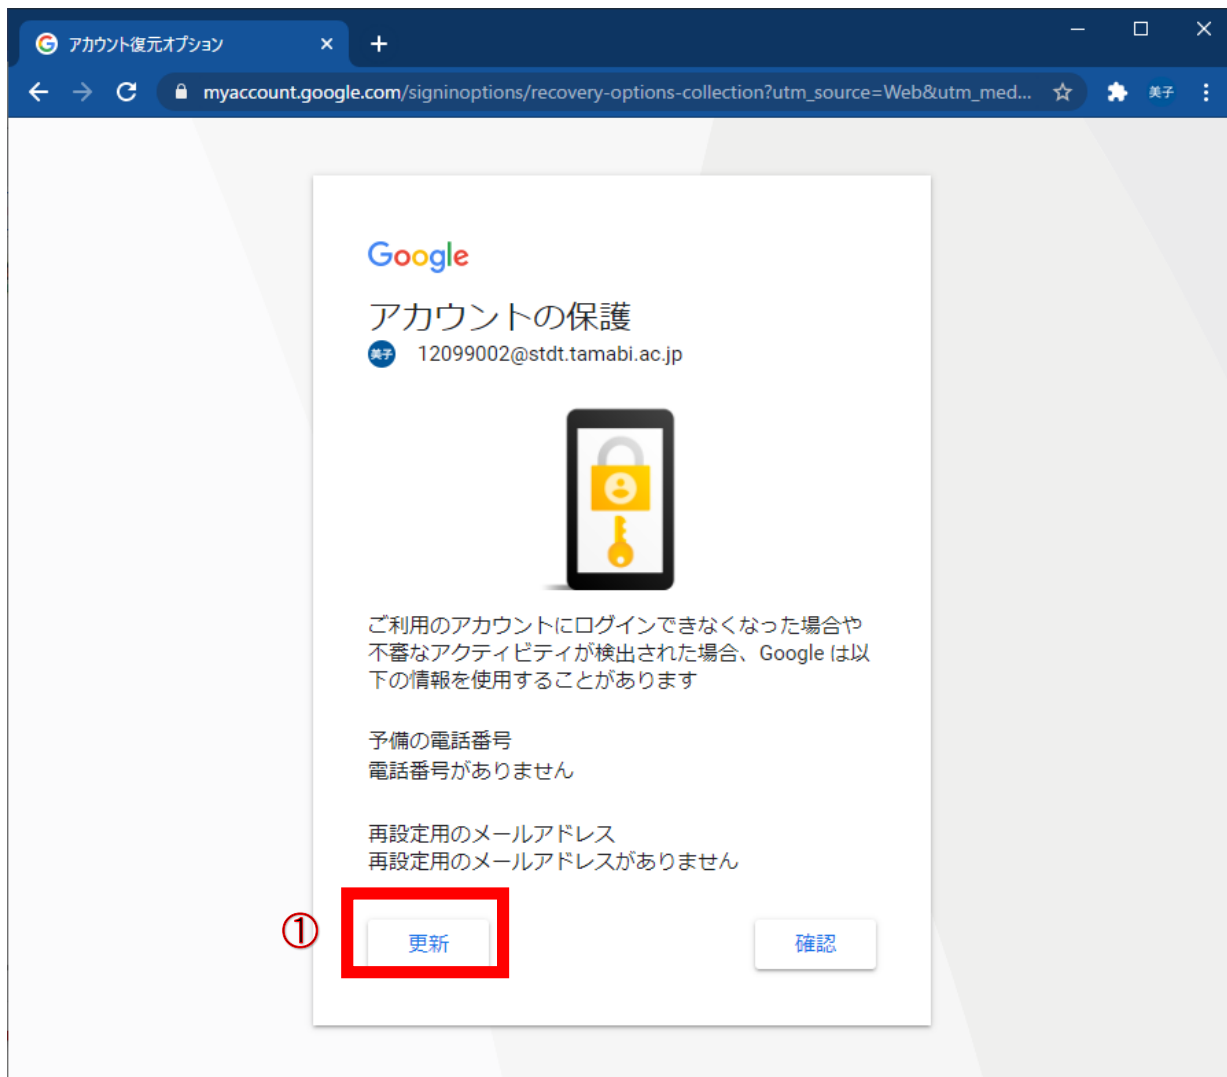 アカウント復元オプション
myaccount.google.com/signinoptions/recovery-options-collection?utm_source=Web&utm_med...
美子
Google
アカウントの保護
美子 12099002@stdt.tamabi.ac.jp
ご利用のアカウントにログインできなくなった場合や
不審なアクティビティが検出された場合、Google は以
下の情報を使用することがあります
予備の電話番号
電話番号がありません
再設定用のメールアドレス
再設定用のメールアドレスがありません
① 更新 確認